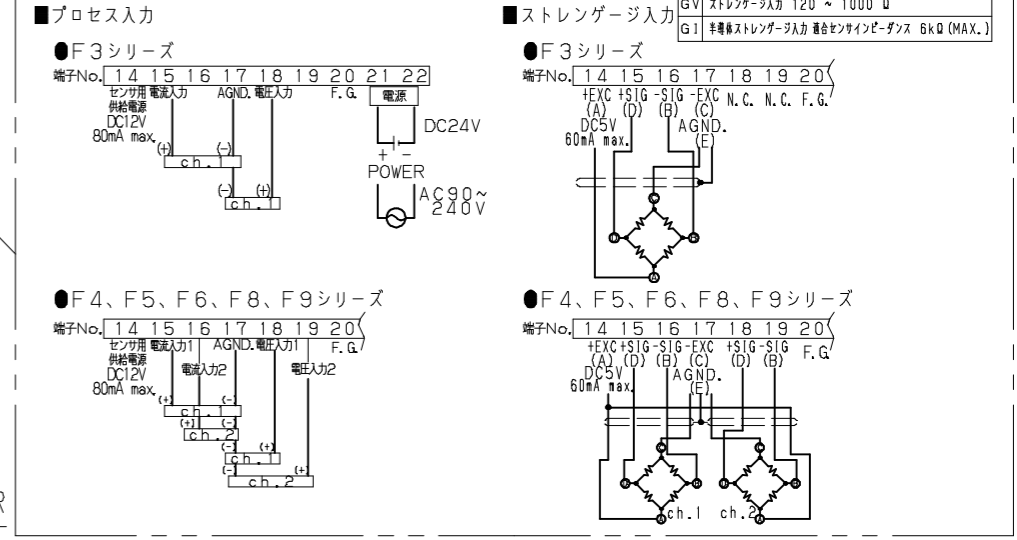 GV ストレンゲージ入力 120 ~ 1000 Ω
GI 半導体ストレンゲージ入力 適合センサインピーダンス 6kΩ(MAX.)
■プロセス入力
●F3シリーズ
端子No. 14 15 16 17 18 19 20 21 22
センサ用 電流入力 AGND. 電圧入力 F.G. 電源
供給電源
DC12V
80mA max.
DC24V
(+) (-)
ch.1
+ -
POWER
(-) (+)
ch.1
AC90~
240V
●F4、F5、F6、F8、F9シリーズ
端子No. 14 15 16 17 18 19 20
センサ用 電流入力1 AGND. 電圧入力1 F.G.
供給電源 電流入力2 電圧入力2
DC12V
80mA max.
(+) (-)
ch.1
(+) (-)
ch.2
(-) (+)
ch.1
(-) (+)
ch.2
■ストレンゲージ入力
●F3シリーズ
端子No. 14 15 16 17 18 19 20
+EXC +SIG -SIG -EXC N.C. N.C. F.G.
(A) (D) (B) (C)
DC5V AGND.
60mA max. (E)
C
D B
A
●F4、F5、F6、F8、F9シリーズ
端子No. 14 15 16 17 18 19 20
+EXC +SIG -SIG -EXC +SIG -SIG F.G.
(A) (D) (B) (C) (D) (B)
DC5V AGND.
60mA max. (E)
C C
D B D B
A ch.1 ch.2 A